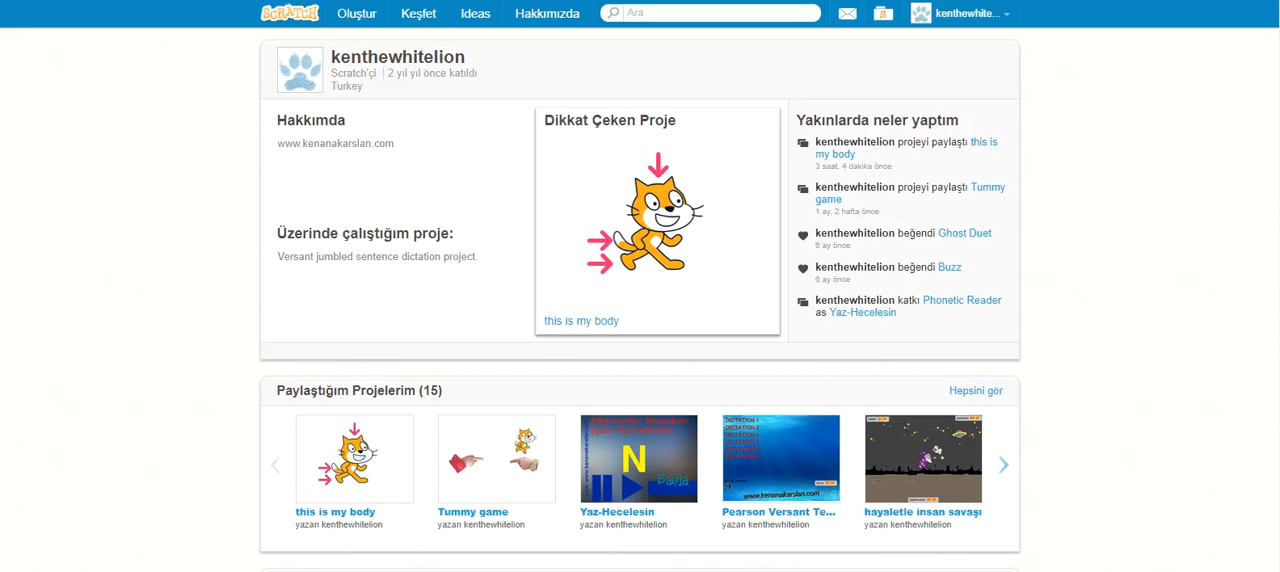 SCRATCH Oluştur Keşfet Ideas Hakkımızda Ara kenthewhite...
kenthewhitelion
Scratch'çi 2 yıl yıl önce katıldı
Turkey
Hakkımda
www.kenanakarslan.com
Üzerinde çalıştığım proje:
Versant jumbled sentence dictation project.
Dikkat Çeken Proje
this is my body
Yakınlarda neler yaptım
kenthewhitelion projeyi paylaştı this is
my body
3 saat, 4 dakika önce
kenthewhitelion projeyi paylaştı Tummy
game
1 ay, 2 hafta önce
kenthewhitelion beğendi Ghost Duet
6 ay önce
kenthewhitelion beğendi Buzz
6 ay önce
kenthewhitelion katkı Phonetic Reader
as Yaz-Hecelesin
Paylaştığım Projelerim (15)
Hepsini gör
N
Başla
DICTATION 1
DICTATION 2
www.kenanakarslan.com
this is my body
yazan kenthewhitelion
Tummy game
yazan kenthewhitelion
Yaz-Hecelesin
yazan kenthewhitelion
Pearson Versant Te...
yazan kenthewhitelion
hayaletle insan savaşı
yazan kenthewhitelion